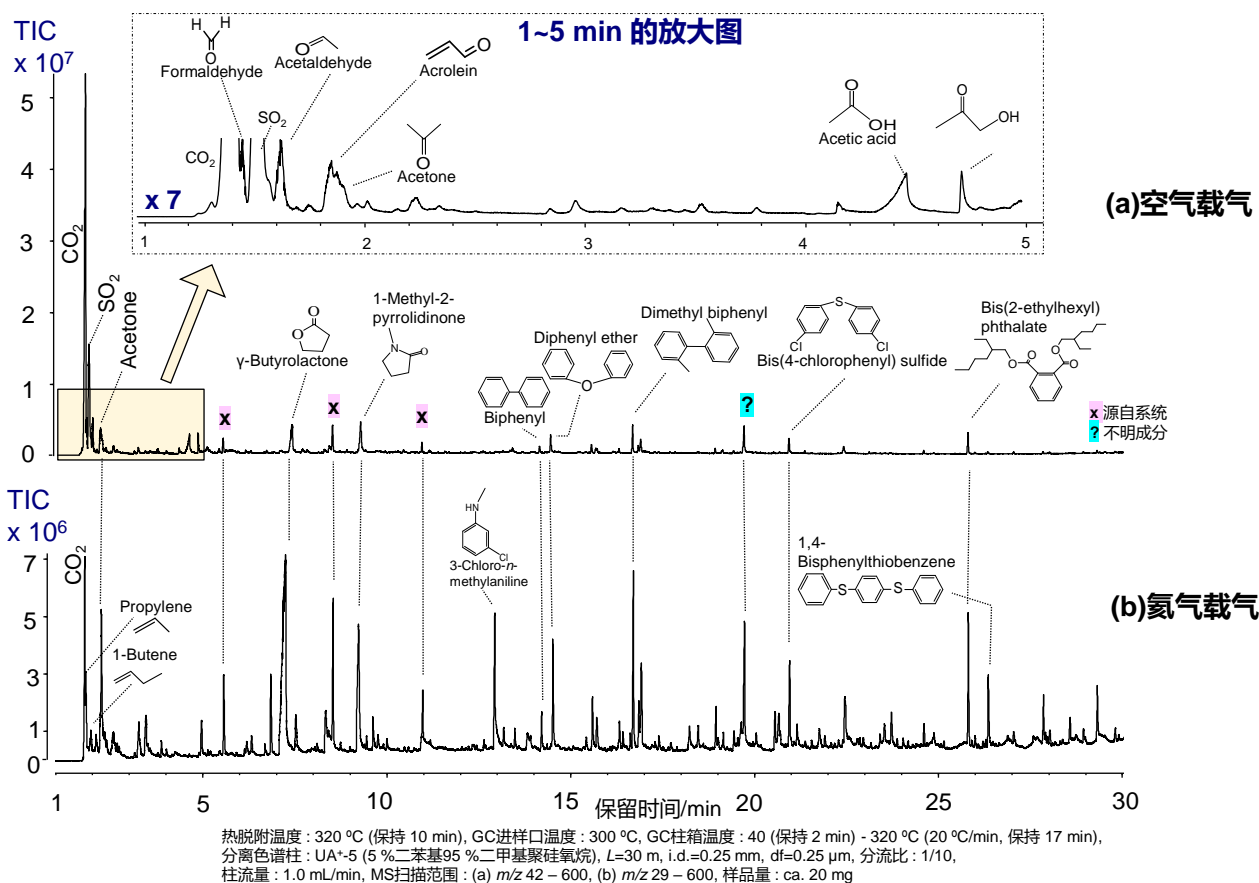 TIC
x 10⁷
1~5 min 的放大图
H H
O
Formaldehyde
O
Acetaldehyde
O
Acrolein
SO₂
CO₂
O
Acetone
O
OH
Acetic acid
O
OH
x 7
1 2 3 4 5
(a)空气载气
5
4
3
2
1
0
CO₂
SO₂
Acetone
O
O
γ-Butyrolactone
1-Methyl-2-
pyrrolidinone
N
O
Biphenyl
Diphenyl ether
O
Dimethyl biphenyl
S
Cl Cl
Bis(4-chlorophenyl) sulfide
Bis(2-ethylhexyl)
phthalate
O O
O O
x x x ?
x 源自系统
? 不明成分
TIC
x 10⁶
7
5
3
1
0
CO₂
Propylene
1-Butene
HN
Cl
3-Chloro-n-
methylaniline
1,4-
Bisphenylthiobenzene
S S
(b)氦气载气
1 5 10 15 20 25 30
保留时间/min
热脱附温度 : 320 ºC (保持 10 min), GC进样口温度 : 300 ºC, GC柱箱温度 : 40 (保持 2 min) - 320 ºC (20 ºC/min, 保持 17 min),
分离色谱柱 : UA⁺-5 (5 %二苯基95 %二甲基聚硅氧烷), L=30 m, i.d.=0.25 mm, df=0.25 µm, 分流比 : 1/10,
柱流量 : 1.0 mL/min, MS扫描范围 : (a) m/z 42 – 600, (b) m/z 29 – 600, 样品量 : ca. 20 mg